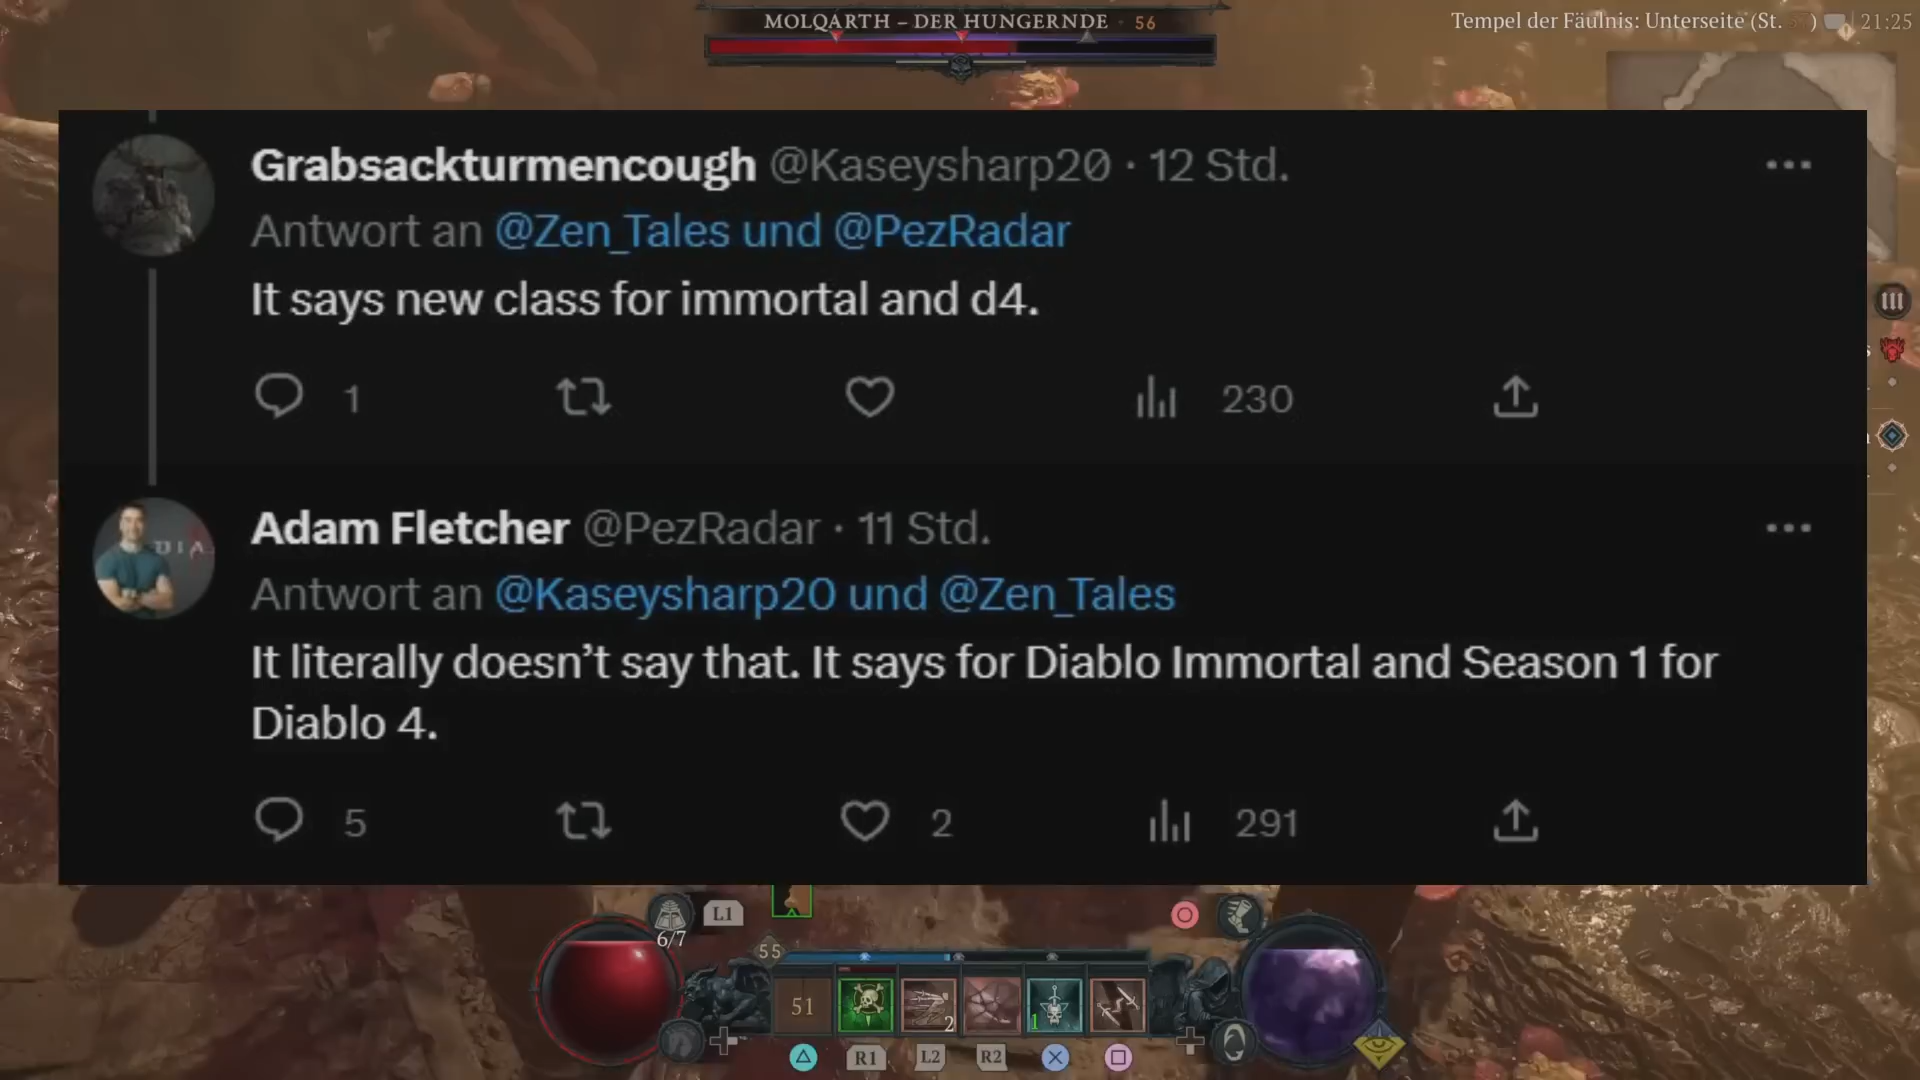 MOLQARTH – DER HUNGERNDE · 56
Tempel der Fäulnis: Unterseite (St. ) 21:25
Grabsackturmencough @Kaseysharp20 · 12 Std.
Antwort an @Zen_Tales und @PezRadar
It says new class for immortal and d4.
1 230
Adam Fletcher @PezRadar · 11 Std.
DIA
Antwort an @Kaseysharp20 und @Zen_Tales
It literally doesn't say that. It says for Diablo Immortal and Season 1 for
Diablo 4.
5 2 291
L1
6/7
55
51 2 1
R1 L2 R2